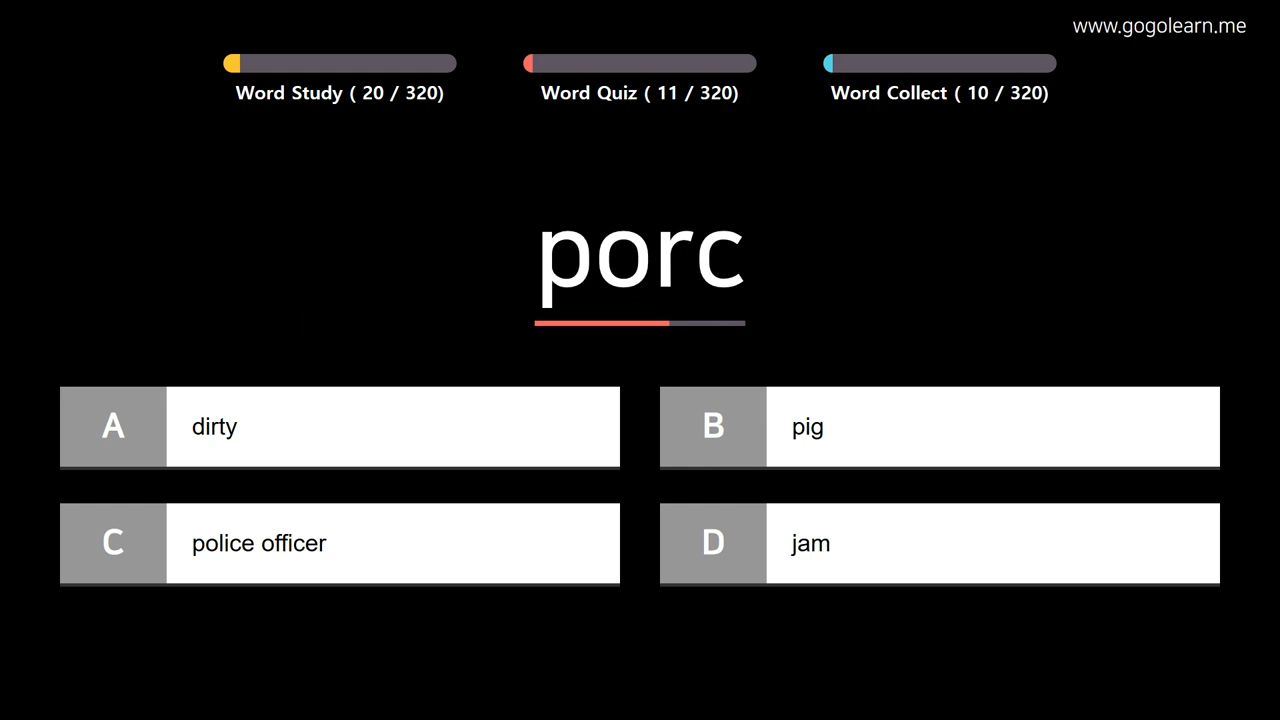 www.gogolearn.me
Word Study ( 20 / 320)
Word Quiz ( 11 / 320)
Word Collect ( 10 / 320)
porc
A dirty
B pig
C police officer
D jam